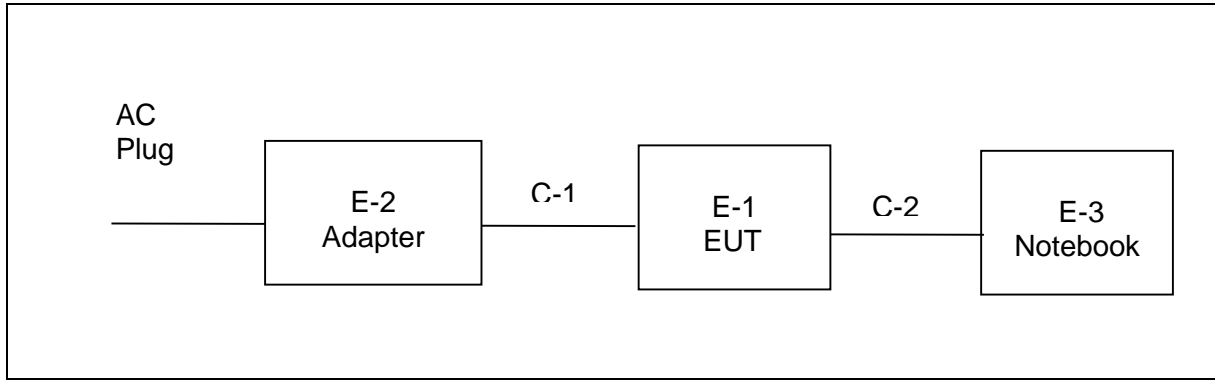 AC
Plug
E-2
Adapter
C-1
E-1
EUT
C-2
E-3
Notebook